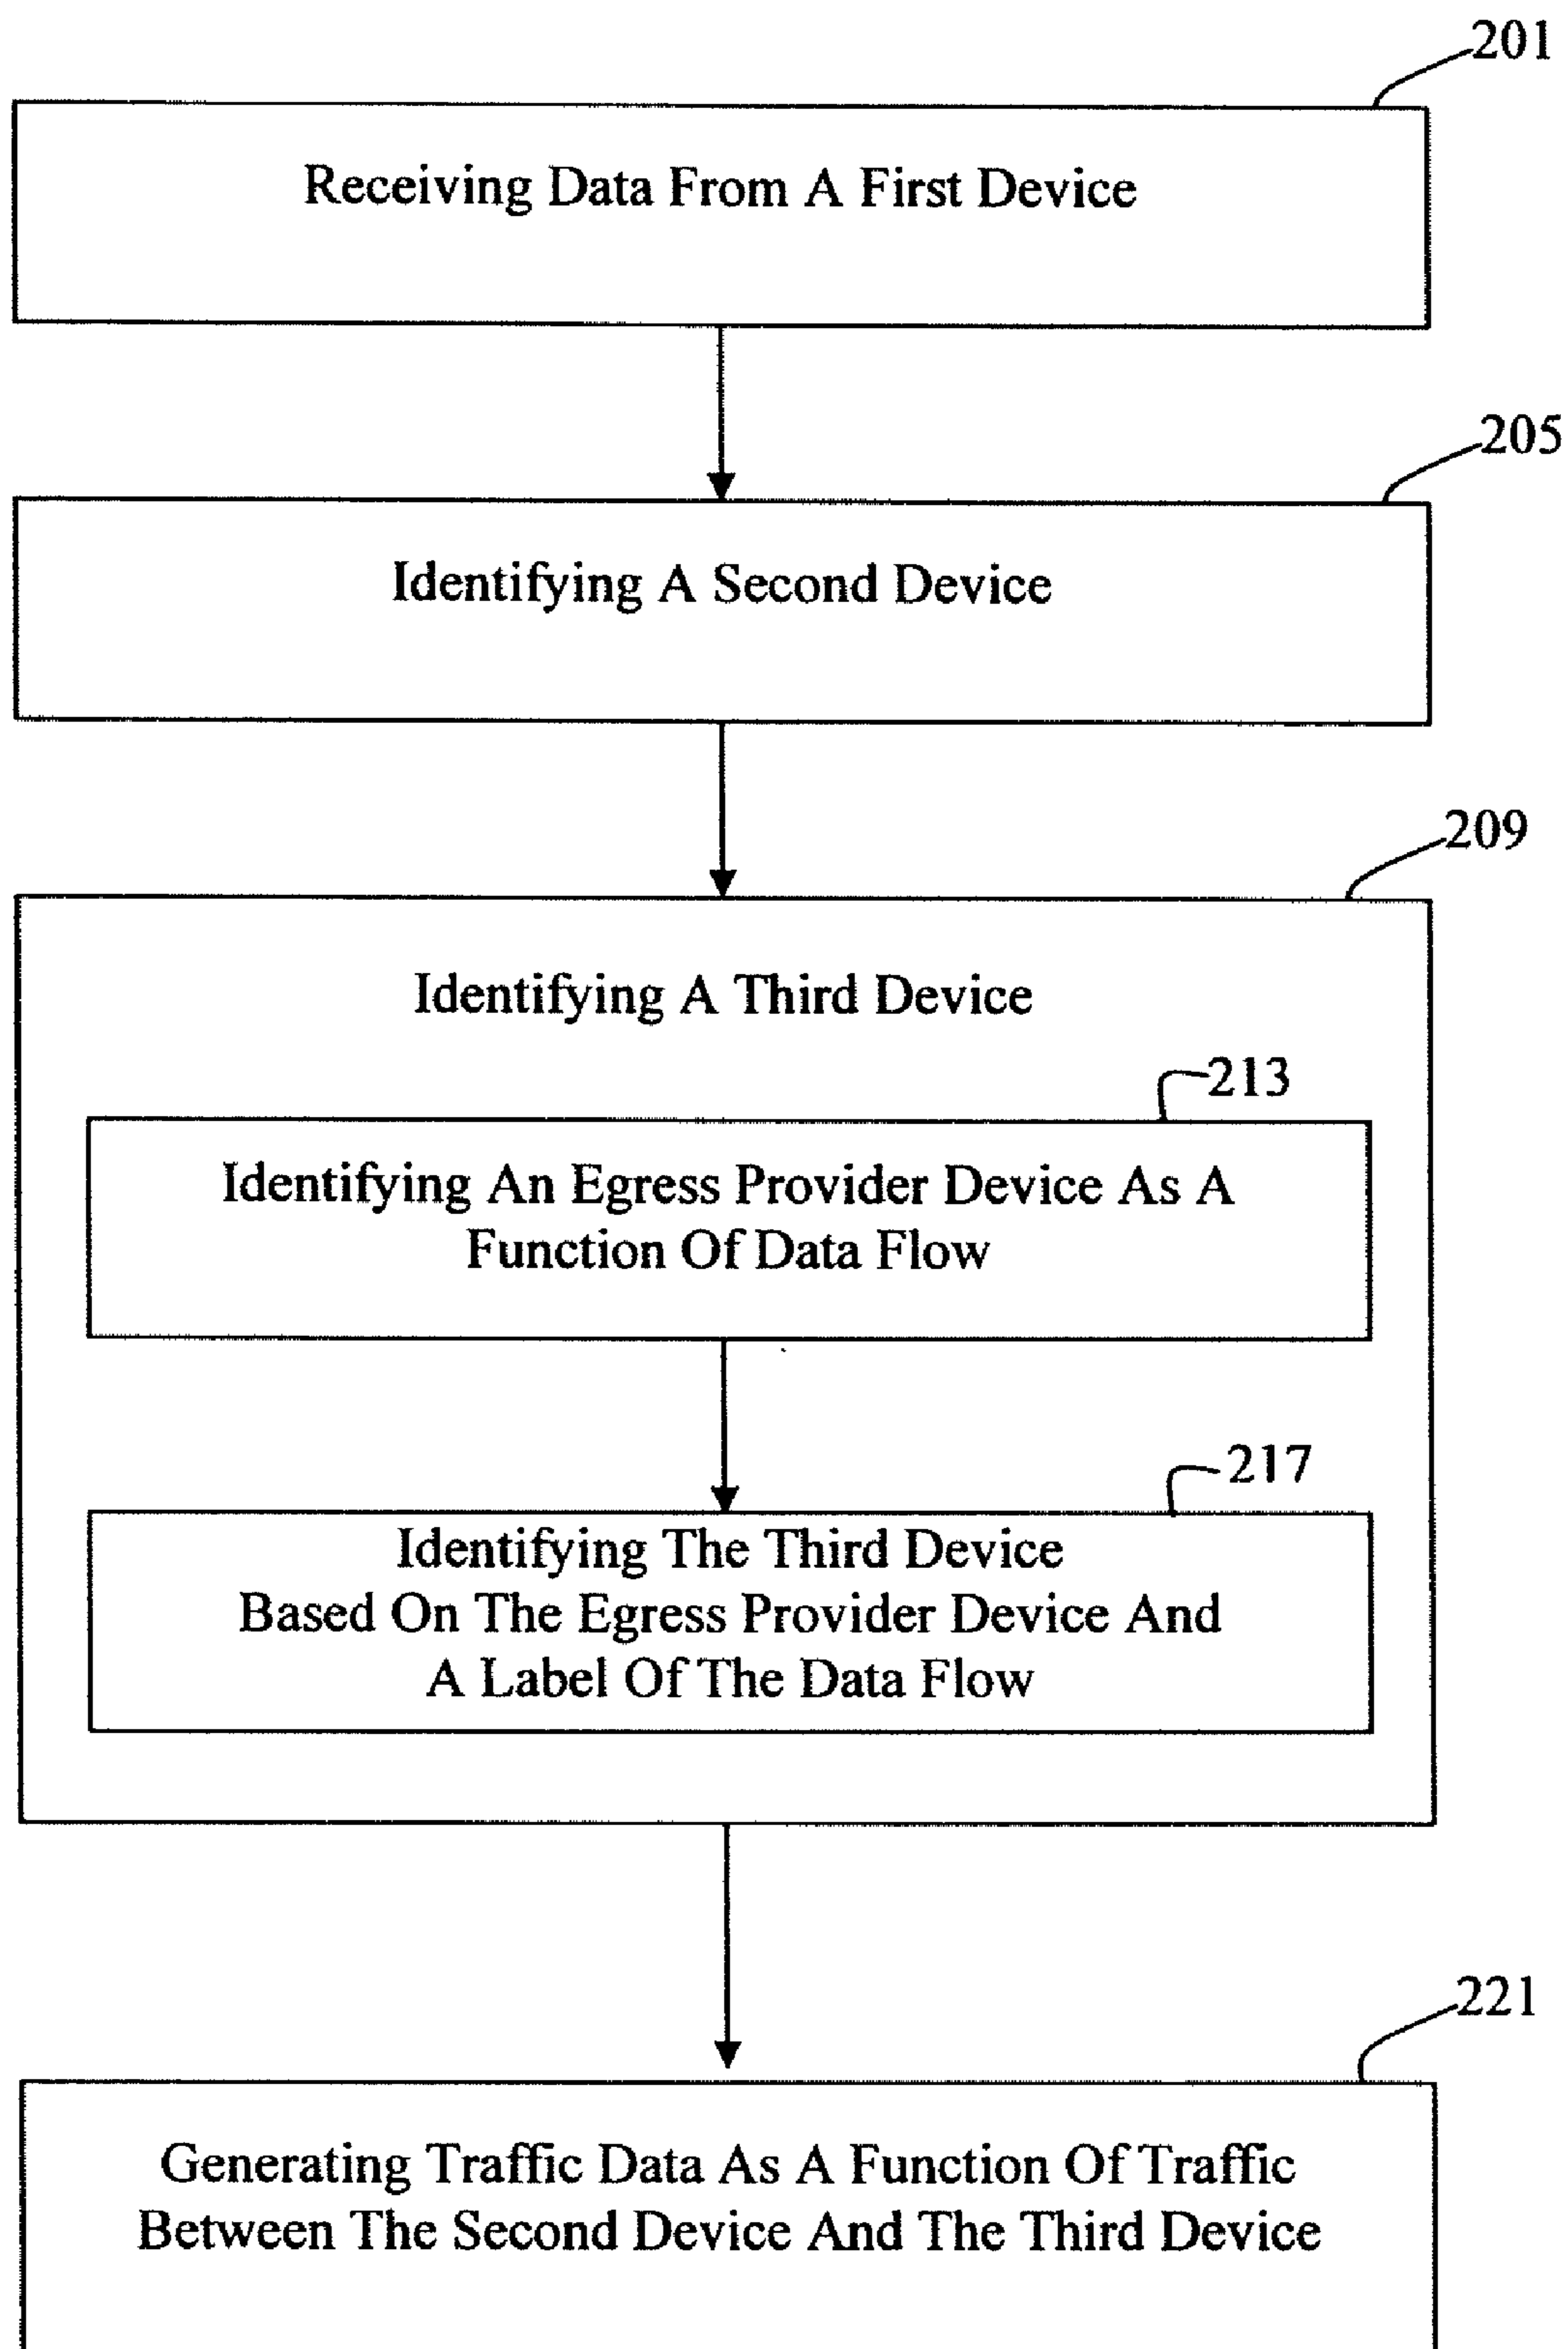 201
Receiving Data From A First Device
205
Identifying A Second Device
209
Identifying A Third Device
213
Identifying An Egress Provider Device As A
Function Of Data Flow
217
Identifying The Third Device
Based On The Egress Provider Device And
A Label Of The Data Flow
221
Generating Traffic Data As A Function Of Traffic
Between The Second Device And The Third Device